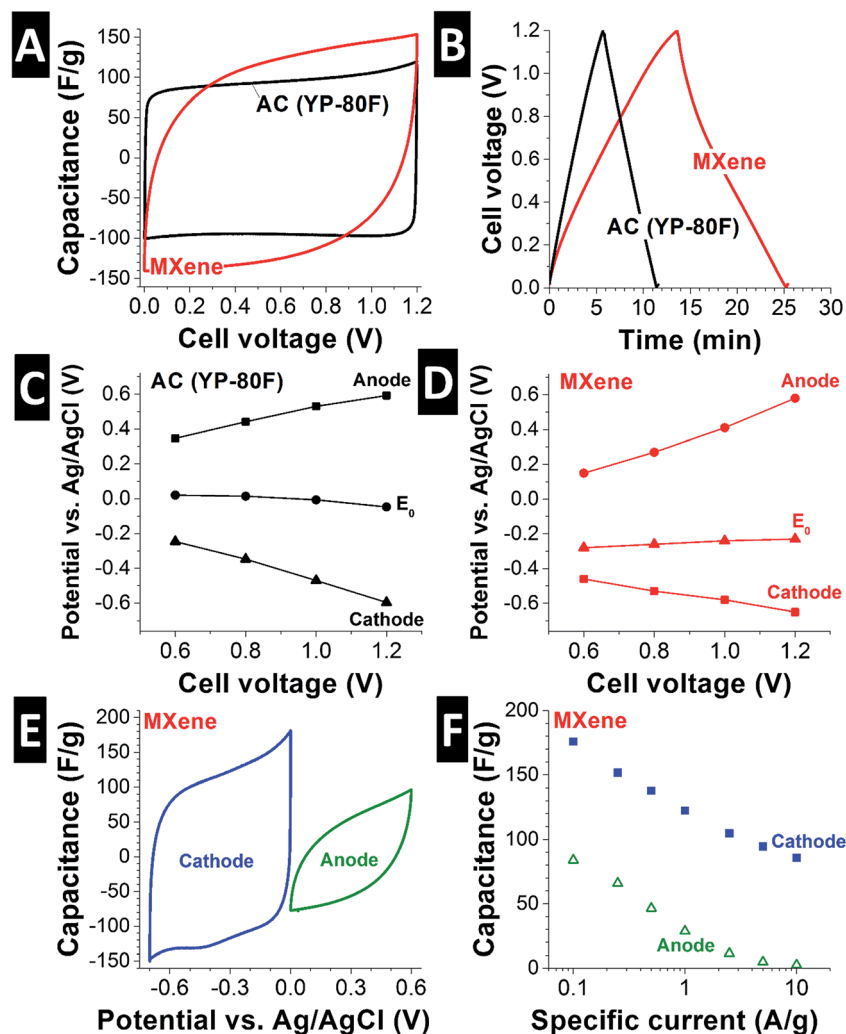 A
Capacitance (F/g)
150
100
50
0
-50
-100
-150
AC (YP-80F)
MXene
0.0 0.2 0.4 0.6 0.8 1.0 1.2
Cell voltage (V)
B
Cell voltage (V)
1.2
1.0
0.8
0.6
0.4
0.2
0.0
MXene
AC (YP-80F)
0 5 10 15 20 25 30
Time (min)
C
Potential vs. Ag/AgCl (V)
0.6
0.4
0.2
0.0
-0.2
-0.4
-0.6
AC (YP-80F)
Anode
E₀
Cathode
0.6 0.8 1.0 1.2
Cell voltage (V)
D
Potential vs. Ag/AgCl (V)
0.6
0.4
0.2
0.0
-0.2
-0.4
-0.6
MXene
Anode
E₀
Cathode
0.6 0.8 1.0 1.2
Cell voltage (V)
E
Capacitance (F/g)
200
150
100
50
0
-50
-100
-150
MXene
Cathode
Anode
-0.6 -0.3 0.0 0.3 0.6
Potential vs. Ag/AgCl (V)
F
Capacitance (F/g)
200
150
100
50
0
MXene
Cathode
Anode
0.1 1 10
Specific current (A/g)